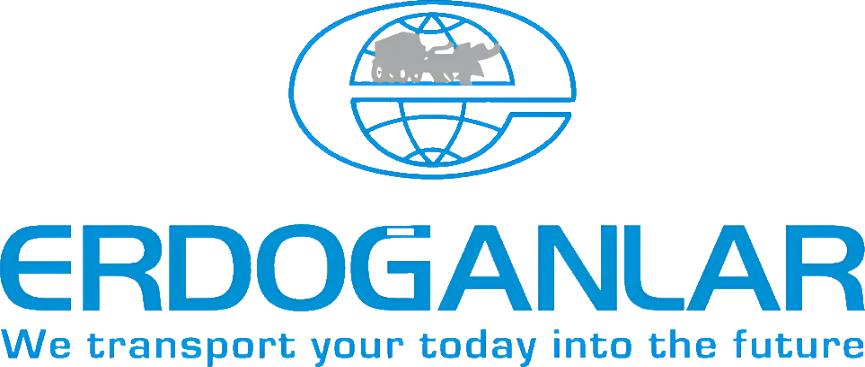 ERDOĞANLAR
We transport your today into the future